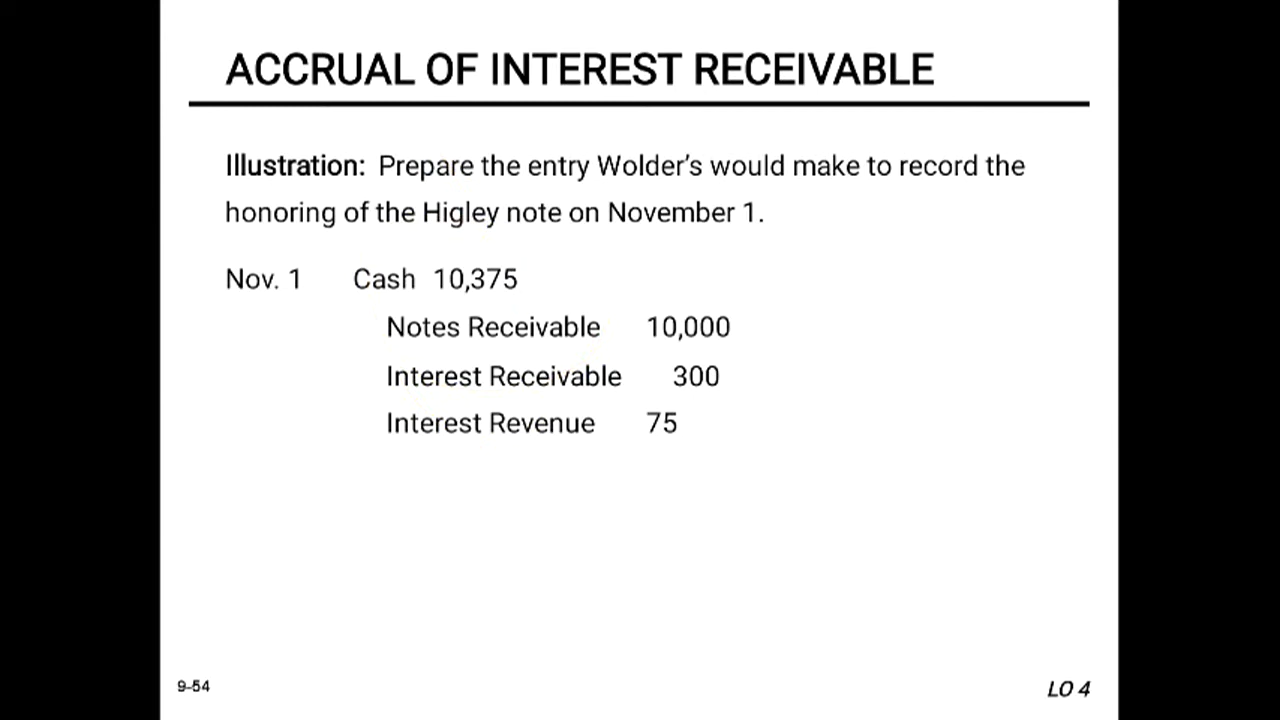 ACCRUAL OF INTEREST RECEIVABLE
Illustration: Prepare the entry Wolder’s would make to record the
honoring of the Higley note on November 1.
Nov. 1 Cash 10,375
Notes Receivable 10,000
Interest Receivable 300
Interest Revenue 75
9-54
LO 4